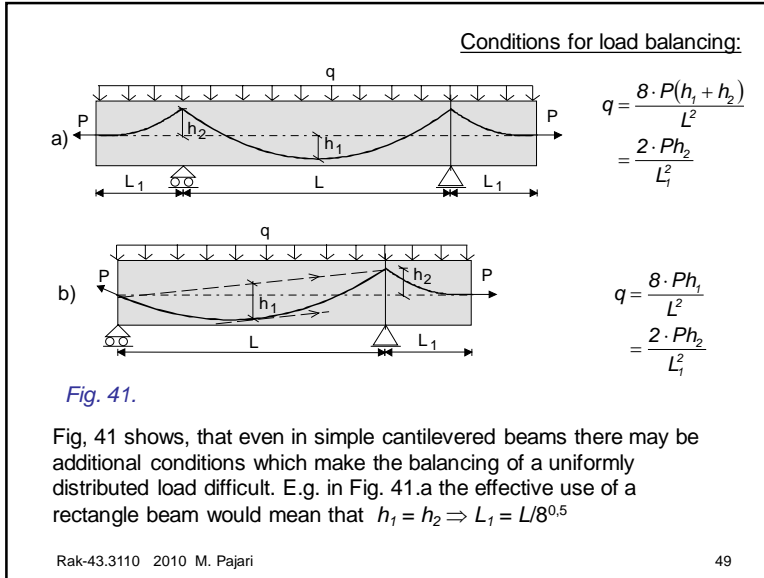 Conditions for load balancing:
q
P
P
a)
h2
h1
L 1
L
L 1
q = 8 · P(h1 + h2) / L²
= 2 · Ph2 / L1²
q
P
P
b)
h2
h1
L
L 1
q = 8 · Ph1 / L²
= 2 · Ph2 / L1²
Fig. 41.
Fig, 41 shows, that even in simple cantilevered beams there may be
additional conditions which make the balancing of a uniformly
distributed load difficult. E.g. in Fig. 41.a the effective use of a
rectangle beam would mean that h1 = h2 ⇒ L1 = L/8^0,5
Rak-43.3110 2010 M. Pajari
49